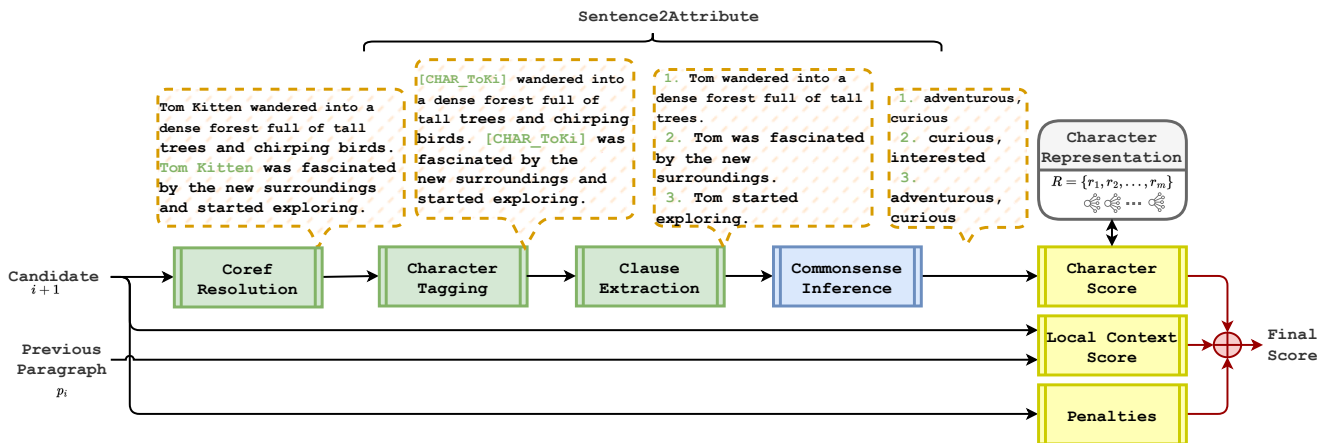 Sentence2Attribute
Tom Kitten wandered into a
dense forest full of tall
trees and chirping birds.
Tom Kitten was fascinated
by the new surroundings
and started exploring.
[CHAR_ToKi] wandered into
a dense forest full of
tall trees and chirping
birds. [CHAR_ToKi] was
fascinated by the
new surroundings and
started exploring.
1. Tom wandered into a
dense forest full of tall
trees.
2. Tom was fascinated
by the new
surroundings.
3. Tom started
exploring.
1. adventurous,
curious
2. curious,
interested
3.
adventurous,
curious
Character
Representation
R = {r₁, r₂, . . . , rₘ}
...
Candidate
i + 1
Coref
Resolution
Character
Tagging
Clause
Extraction
Commonsense
Inference
Character
Score
Previous
Paragraph
pᵢ
Local Context
Score
Final
Score
Penalties